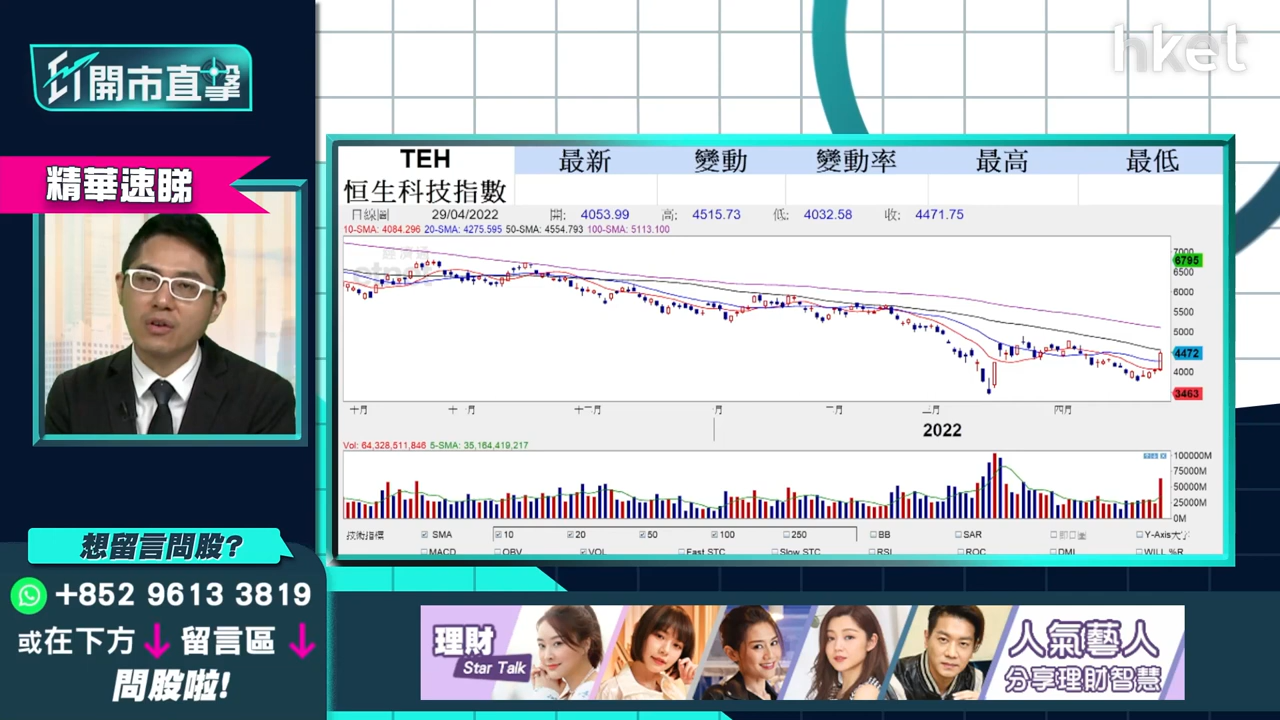 開市直擊
hket
精華速睇
TEH
最新 變動 變動率 最高 最低
恒生科技指數
日線圖 29/04/2022 開: 4053.99 高: 4515.73 低: 4032.58 收: 4471.75
10-SMA: 4084.296 20-SMA: 4275.595 50-SMA: 4554.793 100-SMA: 5113.100
7000
6795
6500
6000
5500
5000
4472
4000
3463
十月 十一月 十二月 一月 二月 三月 四月
2022
Vol: 64,328,511,846 5-SMA: 35,164,419,217
100000M
75000M
50000M
25000M
0M
技術指標 SMA 10 20 50 100 250 BB SAR Y-Axis
MACD OBV VOL Fast STC Slow STC RSI ROC DMI WILL %R
想留言問股?
+852 9613 3819
或在下方 留言區
問股啦!
理財
Star Talk
人氣藝人
分享理財智慧